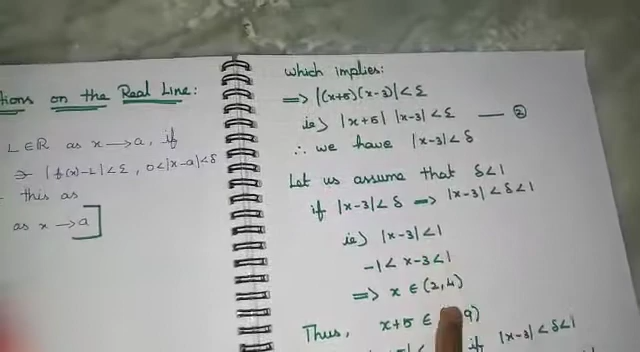 tions on the Real Line:
L ∈ R as x → a, if
∋ |f(x)-L| < ε, 0<|x-a|<δ
this as
as x → a]
which implies:
⇒ |(x+5)(x-3)| < ε
ie) |x+5| |x-3| < ε — ②
∴ we have |x-3| < δ
Let us assume that δ<1
if |x-3| < δ ⇒ |x-3| < δ < 1
ie) |x-3| < 1
-1 < x-3 < 1
⇒ x ∈ (2,4)
Thus, x+5 ∈ 9)
if |x-3| < δ < 1